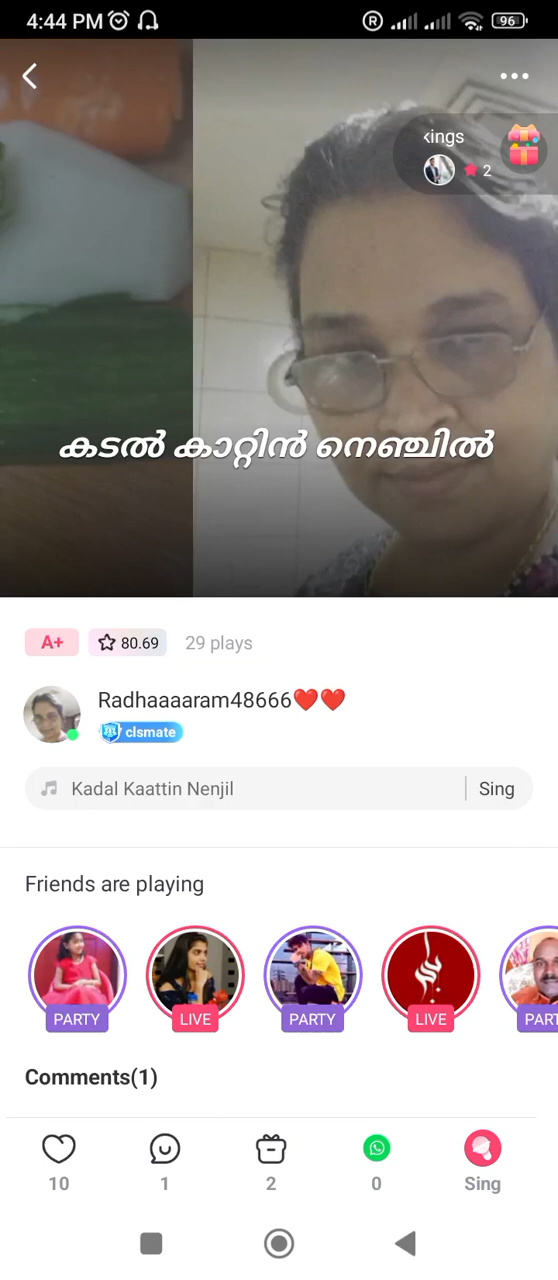 4:44 PM
R
96
kings
2
കടൽ കാറ്റിൻ നെഞ്ചിൽ
A+
80.69
29 plays
Radhaaaaram48666❤️❤️
clsmate
Kadal Kaattin Nenjil
Sing
Friends are playing
PARTY
LIVE
PARTY
LIVE
PART
Comments(1)
10
1
2
0
Sing